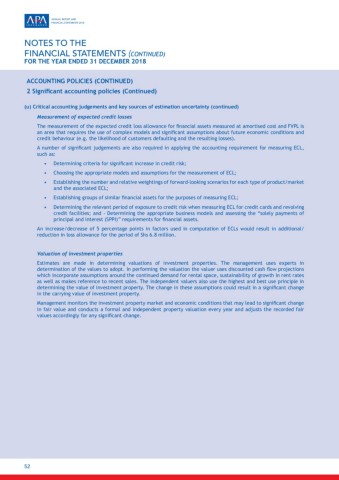 APA
INSURANCE
ANNUAL REPORT AND
FINANCIAL STATEMENTS 2018
NOTES TO THE
FINANCIAL STATEMENTS (CONTINUED)
FOR THE YEAR ENDED 31 DECEMBER 2018
ACCOUNTING POLICIES (CONTINUED)
2 Significant accounting policies (Continued)
(u) Critical accounting judgements and key sources of estimation uncertainty (continued)
Measurement of expected credit losses
The measurement of the expected credit loss allowance for financial assets measured at amortised cost and FVPL is
an area that requires the use of complex models and significant assumptions about future economic conditions and
credit behaviour (e.g. the likelihood of customers defaulting and the resulting losses).
A number of significant judgements are also required in applying the accounting requirement for measuring ECL,
such as:
• Determining criteria for significant increase in credit risk;
• Choosing the appropriate models and assumptions for the measurement of ECL;
• Establishing the number and relative weightings of forward-looking scenarios for each type of product/market
and the associated ECL;
• Establishing groups of similar financial assets for the purposes of measuring ECL;
• Determining the relevant period of exposure to credit risk when measuring ECL for credit cards and revolving
credit facilities; and - Determining the appropriate business models and assessing the “solely payments of
principal and interest (SPPI)” requirements for financial assets.
An increase/decrease of 5 percentage points in factors used in computation of ECLs would result in additional/
reduction in loss allowance for the period of Shs 6.8 million.
Valuation of investment properties
Estimates are made in determining valuations of investment properties. The management uses experts in
determination of the values to adopt. In performing the valuation the valuer uses discounted cash flow projections
which incorporate assumptions around the continued demand for rental space, sustainability of growth in rent rates
as well as makes reference to recent sales. The independent valuers also use the highest and best use principle in
determining the value of investment property. The change in these assumptions could result in a significant change
in the carrying value of investment property.
Management monitors the investment property market and economic conditions that may lead to significant change
in fair value and conducts a formal and independent property valuation every year and adjusts the recorded fair
values accordingly for any significant change.
52